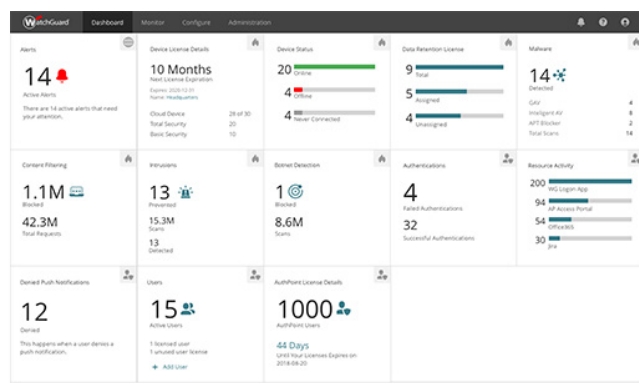 WatchGuard
Dashboard
Monitor
Configure
Administration
Alerts
14
Active Alerts
There are 14 active alerts that need
your attention.
Device License Details
10 Months
Next License Expiration
Expires: 2020-12-31
Name: Headquarters
Cloud Device 28 of 30
Total Security 20
Basic Security 10
Device Status
20 Online
4 Offline
4 Never Connected
Data Retention License
9 Total
5 Assigned
4 Unassigned
Malware
14
Detected
GAV 4
Intelligent AV 8
APT Blocker 2
Total Scans 14
Content Filtering
1.1M
Blocked
42.3M
Total Requests
Intrusions
13
Prevented
15.3M
Scans
13
Detected
Botnet Detection
1
Blocked
8.6M
Scans
Authentications
4
Failed Authentications
32
Successful Authentications
Resource Activity
200 WG Logon App
94 AP Access Portal
54 Office365
30 Jira
Denied Push Notifications
12
Denied
This happens when a user denies a
push notification.
Users
15
Active Users
1 licensed user
1 unused user license
+ Add User
AuthPoint License Details
1000
AuthPoint Users
44 Days
Until Your Licenses Expires on
2018-08-20